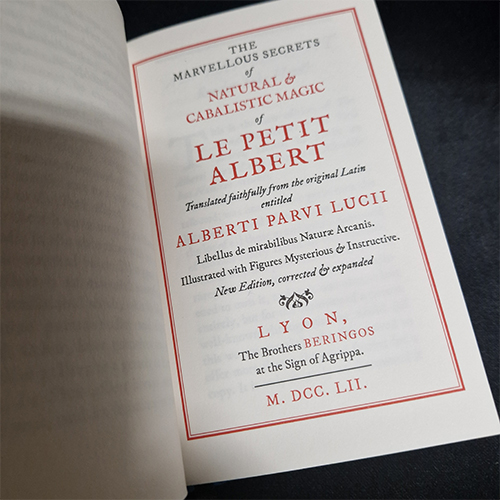 THE
MARVELLOUS SECRETS
of
NATURAL &
CABALISTIC MAGIC
of
LE PETIT
ALBERT
Translated faithfully from the original Latin
entitled
ALBERTI PARVI LUCII
Libellus de mirabilibus Naturæ Arcanis.
Illustrated with Figures Mysterious & Instructive.
New Edition, corrected & expanded
LYON,
The Brothers BERINGOS
at the Sign of Agrippa.
M. DCC. LII.